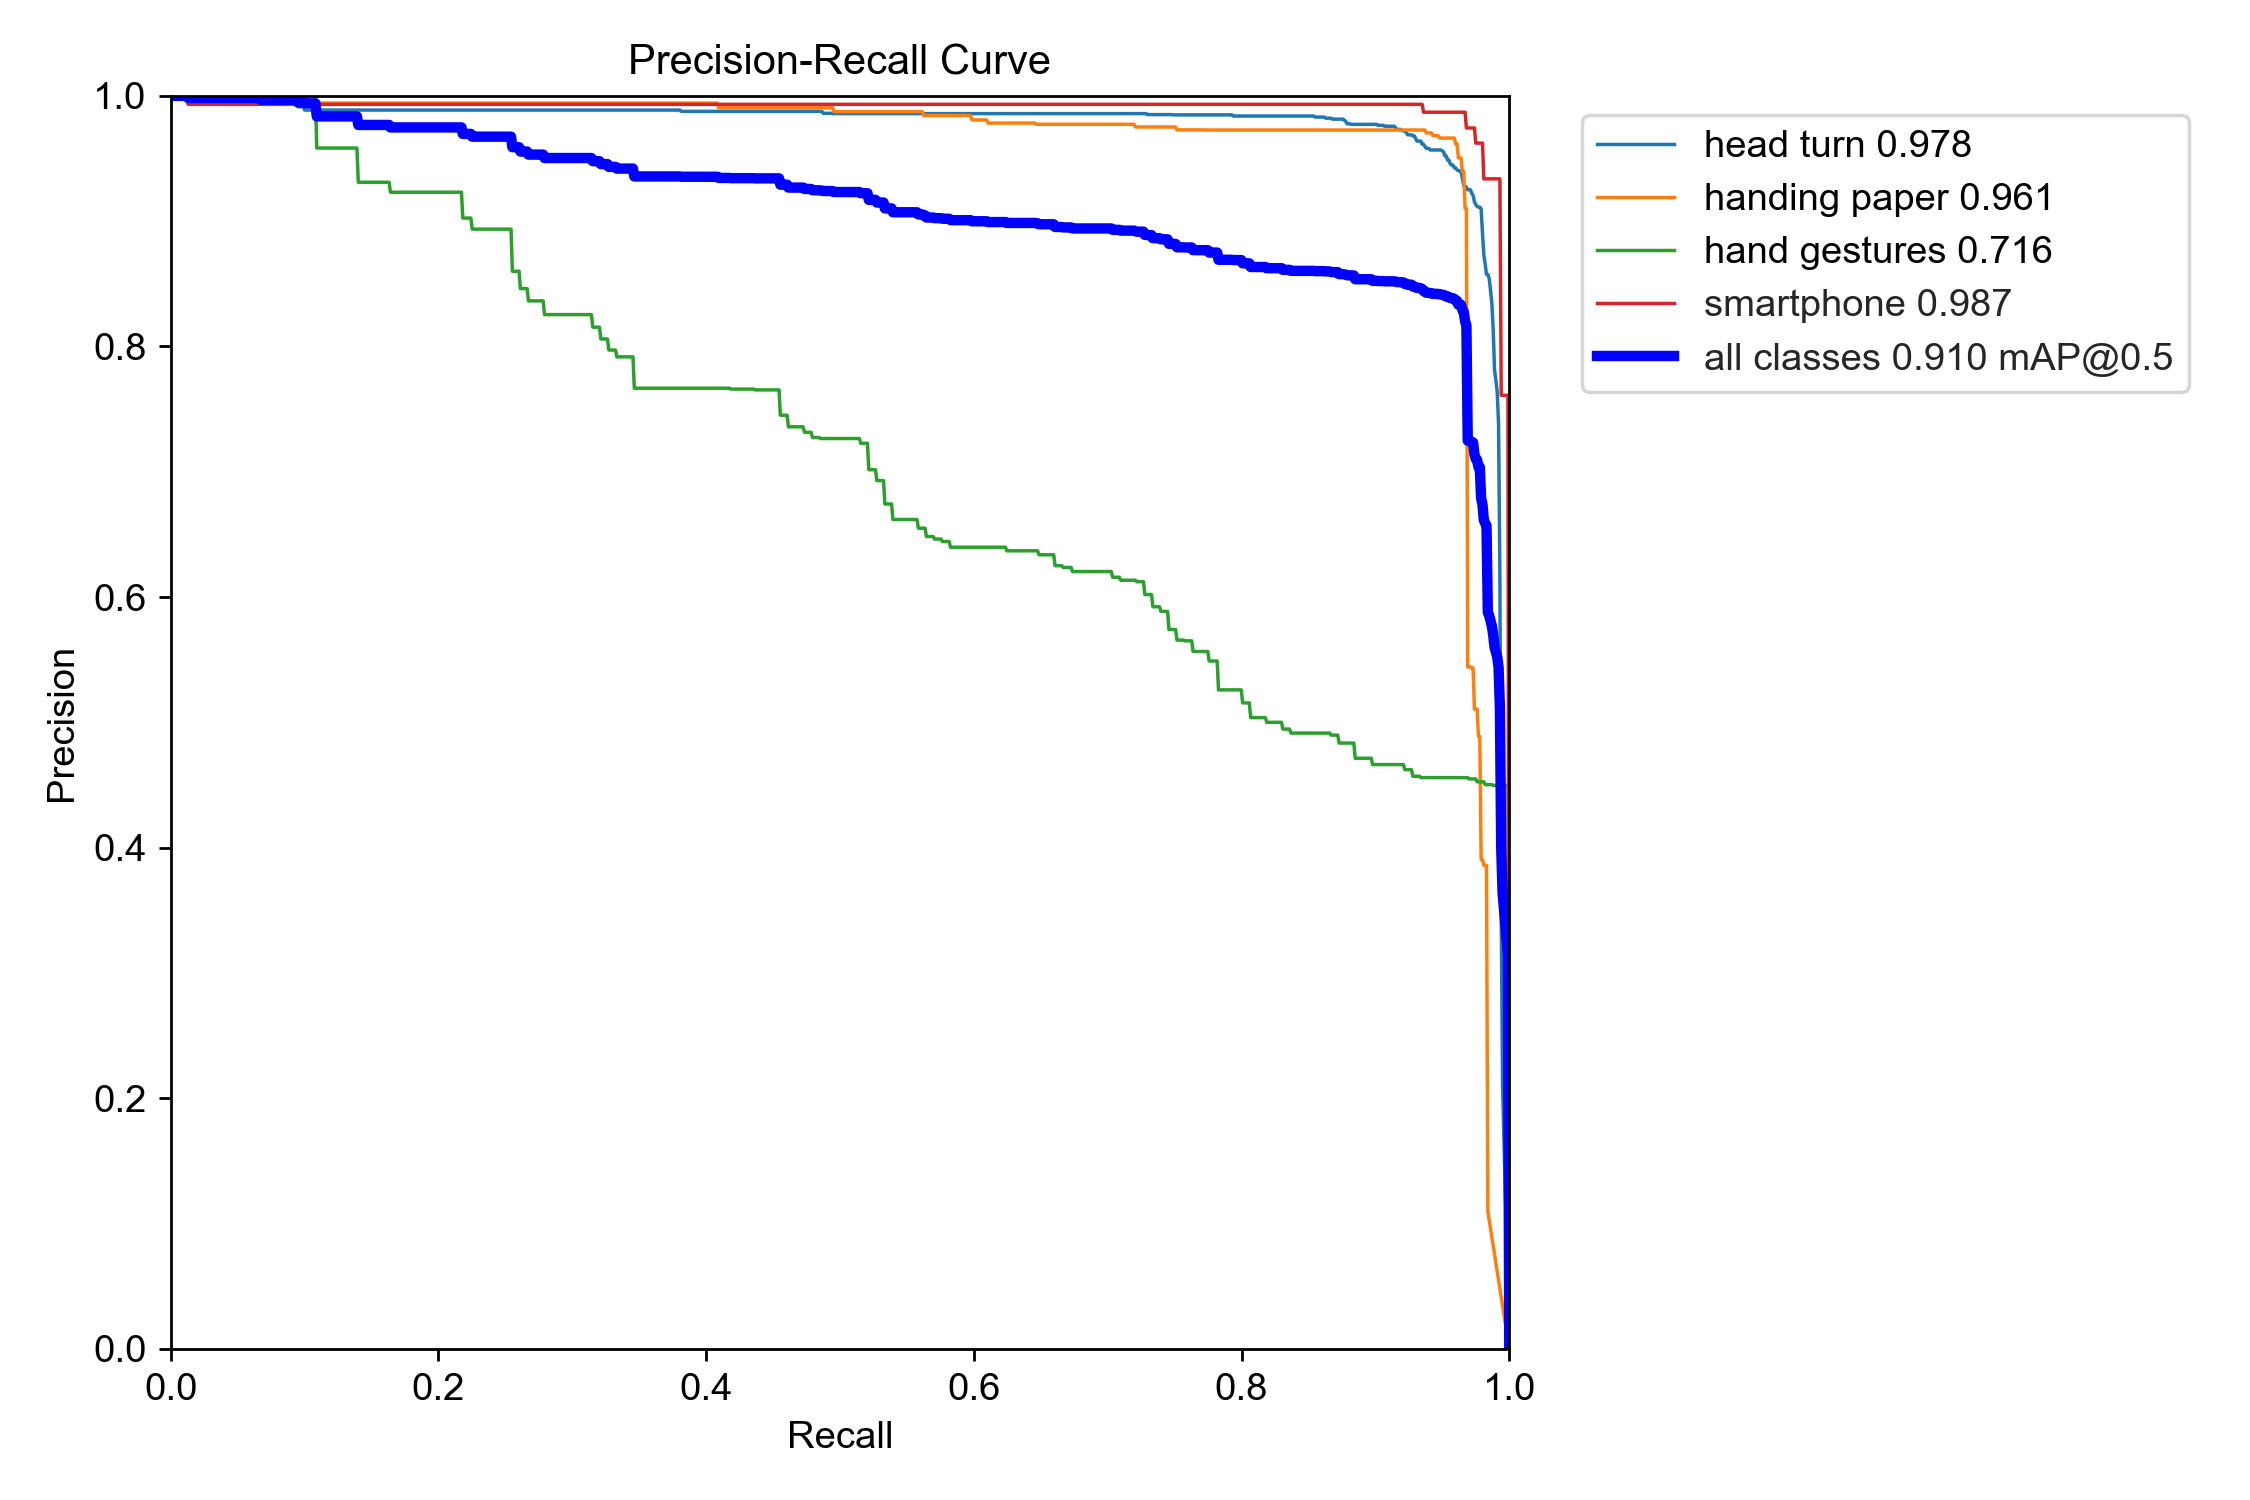 Precision-Recall Curve
1.0
0.8
0.6
0.4
0.2
0.0
Precision
0.0 0.2 0.4 0.6 0.8 1.0
Recall
head turn 0.978
handing paper 0.961
hand gestures 0.716
smartphone 0.987
all classes 0.910 mAP@0.5